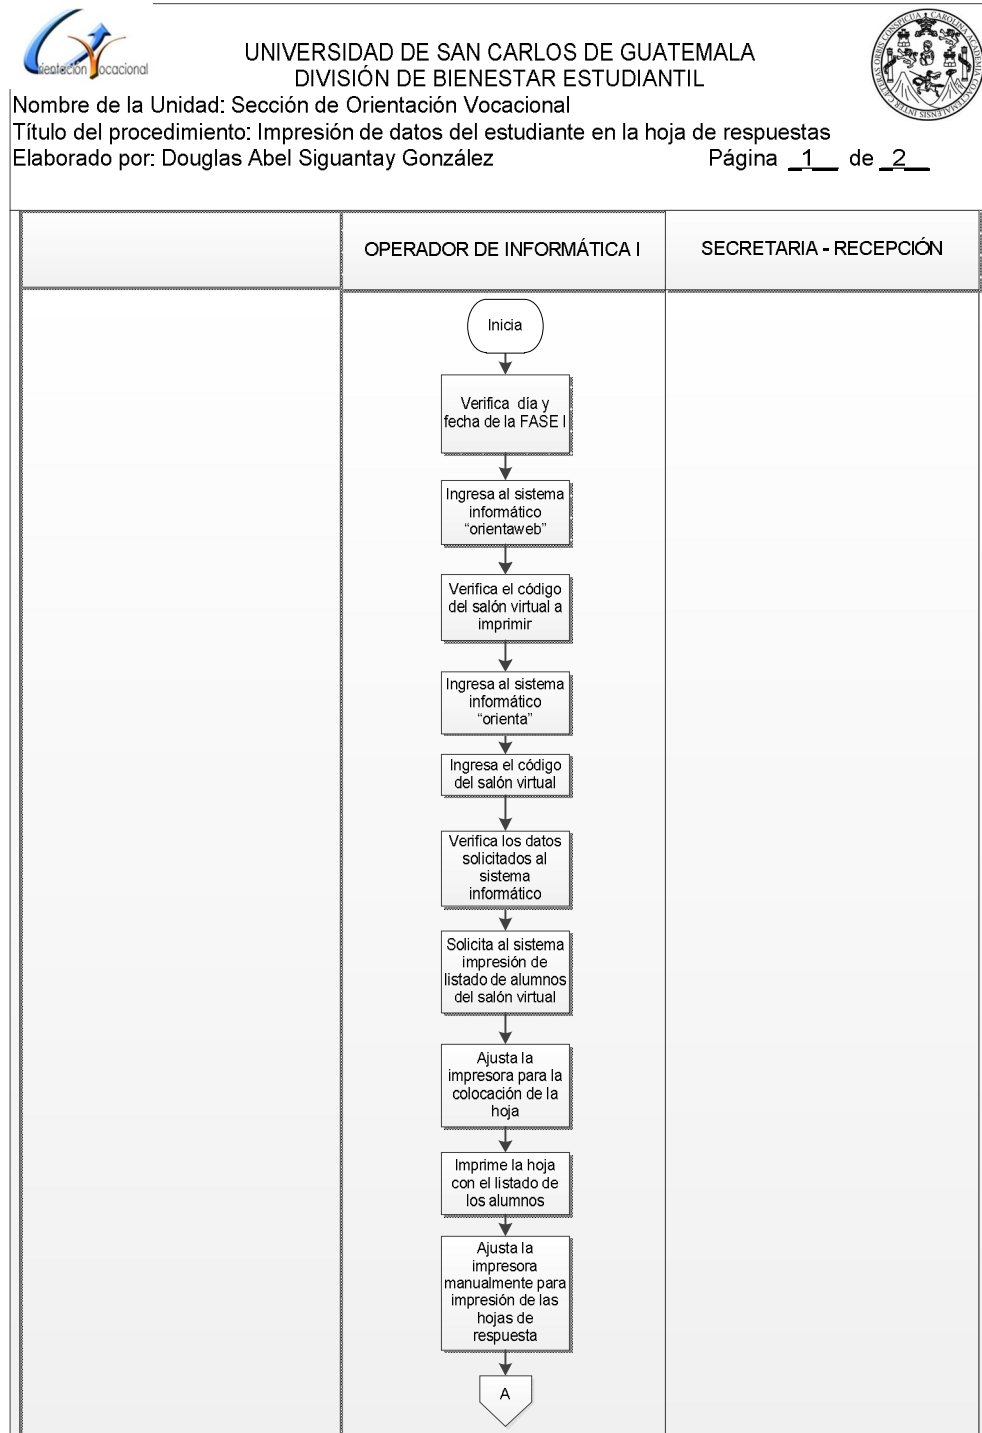 rientación ocacional
UNIVERSIDAD DE SAN CARLOS DE GUATEMALA
DIVISIÓN DE BIENESTAR ESTUDIANTIL
Nombre de la Unidad: Sección de Orientación Vocacional
Título del procedimiento: Impresión de datos del estudiante en la hoja de respuestas
Elaborado por: Douglas Abel Siguantay González
Página 1 de 2
OPERADOR DE INFORMÁTICA I
SECRETARIA - RECEPCIÓN
Inicia
Verifica día y
fecha de la FASE I
Ingresa al sistema
informático
“orientaweb”
Verifica el código
del salón virtual a
imprimir
Ingresa al sistema
informático
“orienta”
Ingresa el código
del salón virtual
Verifica los datos
solicitados al
sistema
informático
Solicita al sistema
impresión de
listado de alumnos
del salón virtual
Ajusta la
impresora para la
colocación de la
hoja
Imprime la hoja
con el listado de
los alumnos
Ajusta la
impresora
manualmente para
impresión de las
hojas de
respuesta
A